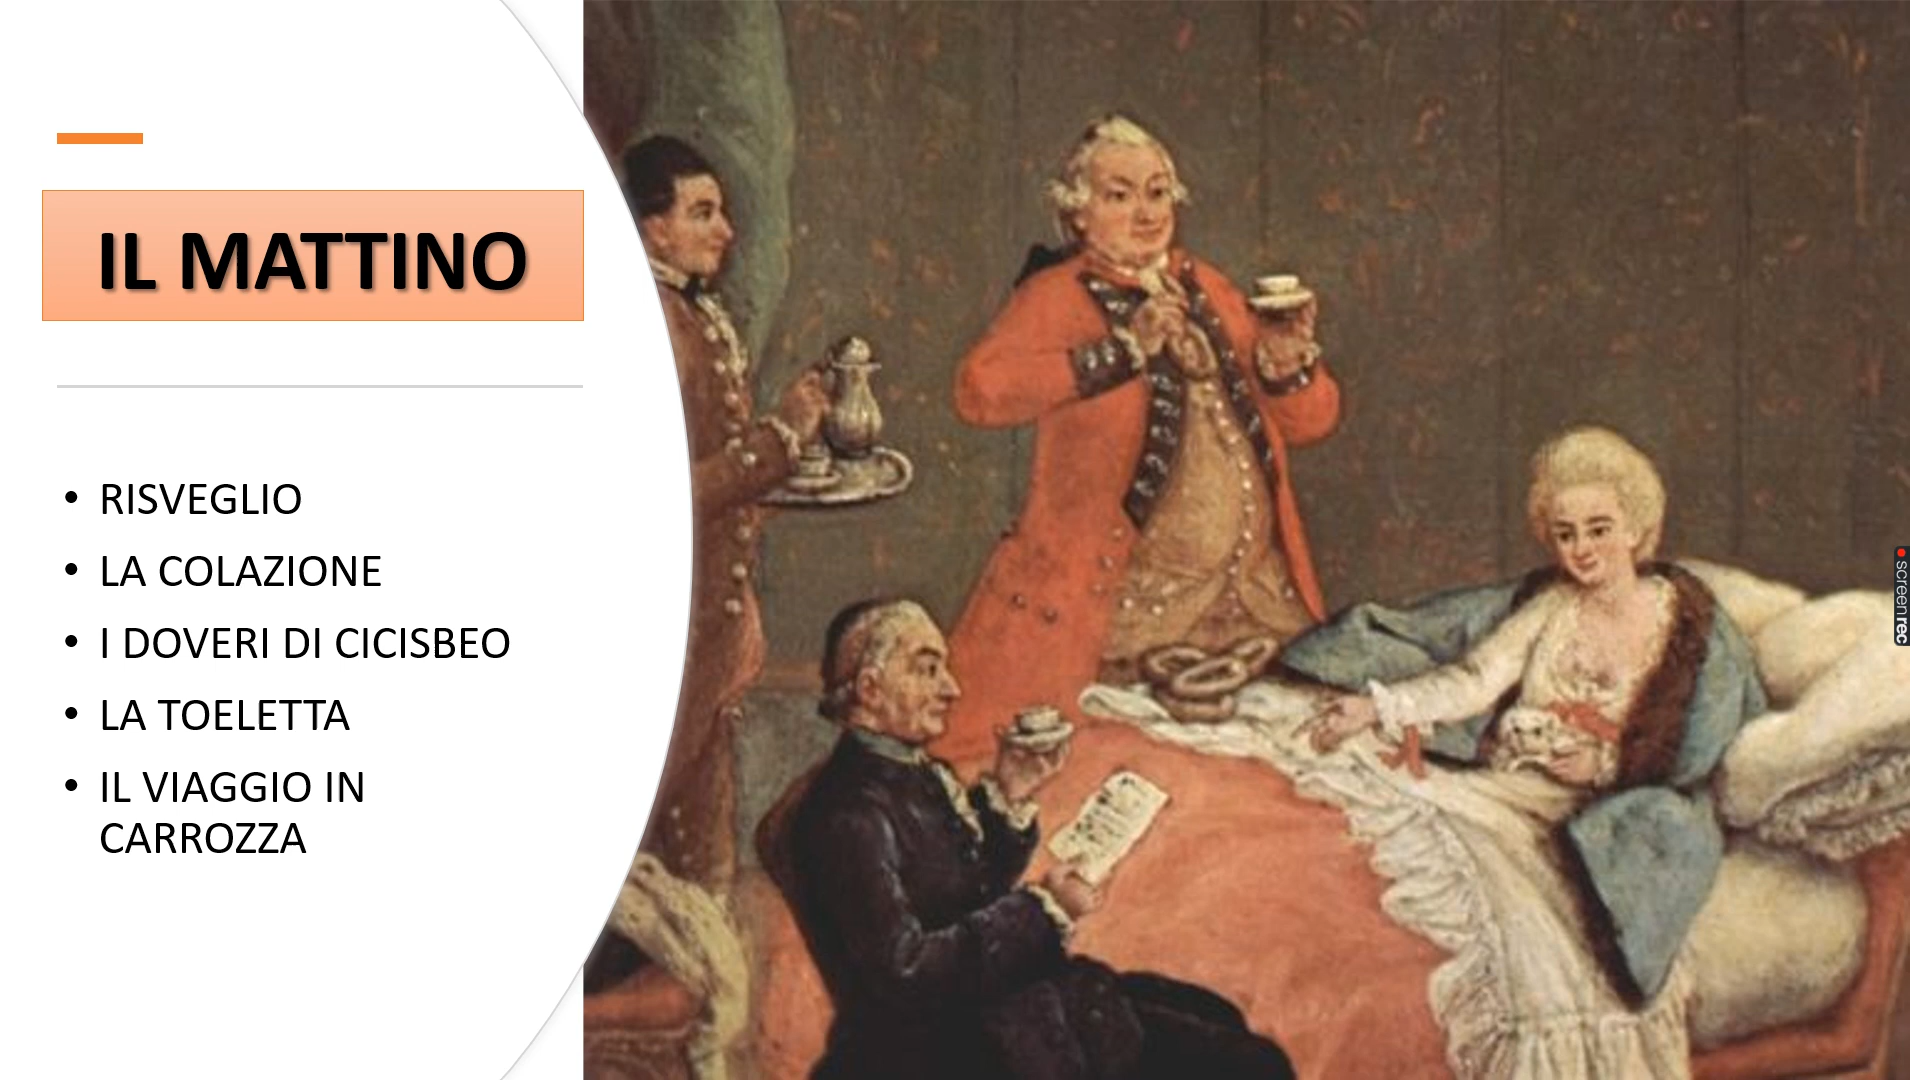 IL MATTINO
• RISVEGLIO
• LA COLAZIONE
• I DOVERI DI CICISBEO
• LA TOELETTA
• IL VIAGGIO IN
CARROZZA
screenrec